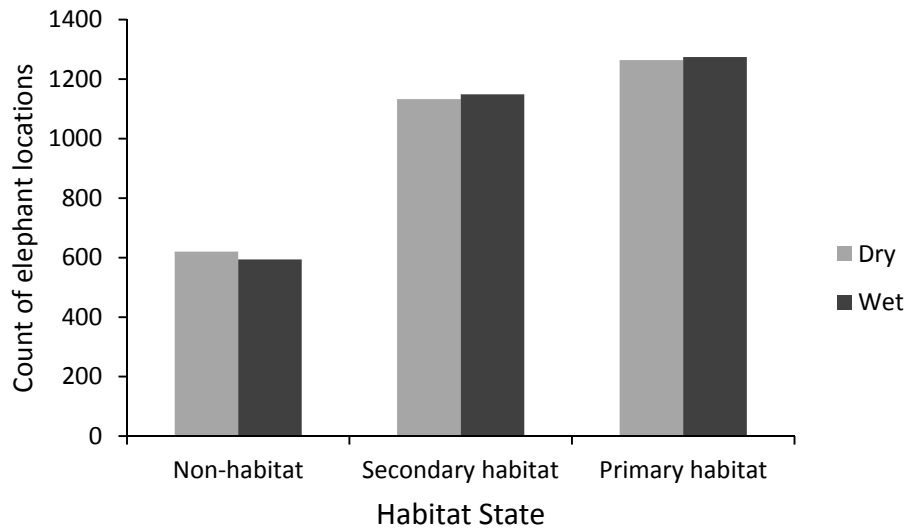 1400
1200
1000
800
600
400
200
0
Count of elephant locations
Non-habitat
Secondary habitat
Primary habitat
Habitat State
Dry
Wet